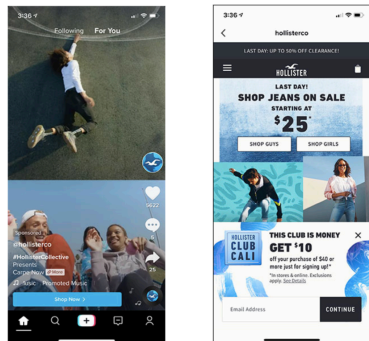 3:36
Following For You
9622
Sponsored
@hollisterco
#HollisterCollective
Presents
Carpe Now
Music Promoted Music
25
Shop Now >
3:36
hollisterco
LAST DAY: UP TO 50% OFF CLEARANCE!
HOLLISTER
LAST DAY!
SHOP JEANS ON SALE
STARTING AT
$25*
SHOP GUYS SHOP GIRLS
HOLLISTER
CLUB
CALI
THIS CLUB IS MONEY
GET $10
off your purchase of $40 or
more just for signing up!*
*In stores & online. Exclusions
apply. See Details
Email Address CONTINUE